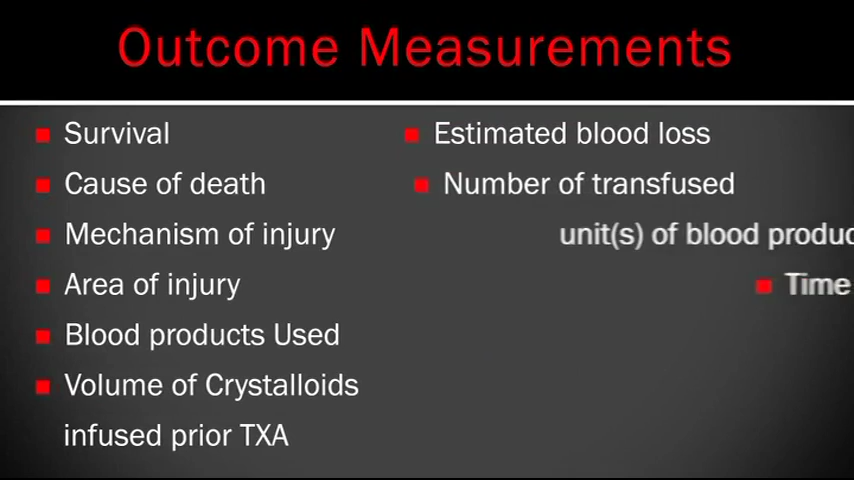 Outcome Measurements
Survival
Cause of death
Mechanism of injury
Area of injury
Blood products Used
Volume of Crystalloids
infused prior TXA
Estimated blood loss
Number of transfused
unit(s) of blood
Time